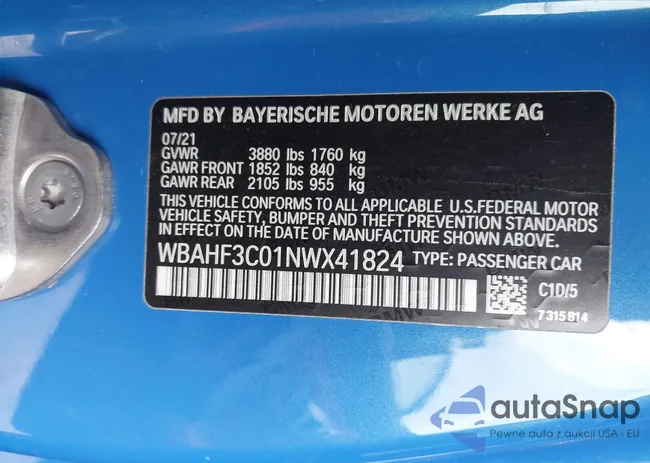 MFD BY BAYERISCHE MOTOREN WERKE AG
07/21
GVWR 3880 lbs 1760 kg
GAWR FRONT 1852 lbs 840 kg
GAWR REAR 2105 lbs 955 kg
THIS VEHICLE CONFORMS TO ALL APPLICABLE U.S.FEDERAL MOTOR
VEHICLE SAFETY, BUMPER AND THEFT PREVENTION STANDARDS
IN EFFECT ON THE DATE OF MANUFACTURE SHOWN ABOVE.
WBAHF3C01NWX41824 TYPE: PASSENGER CAR
C1D/5
7315814
autaSnap
Pewne auta z aukcji USA i EU